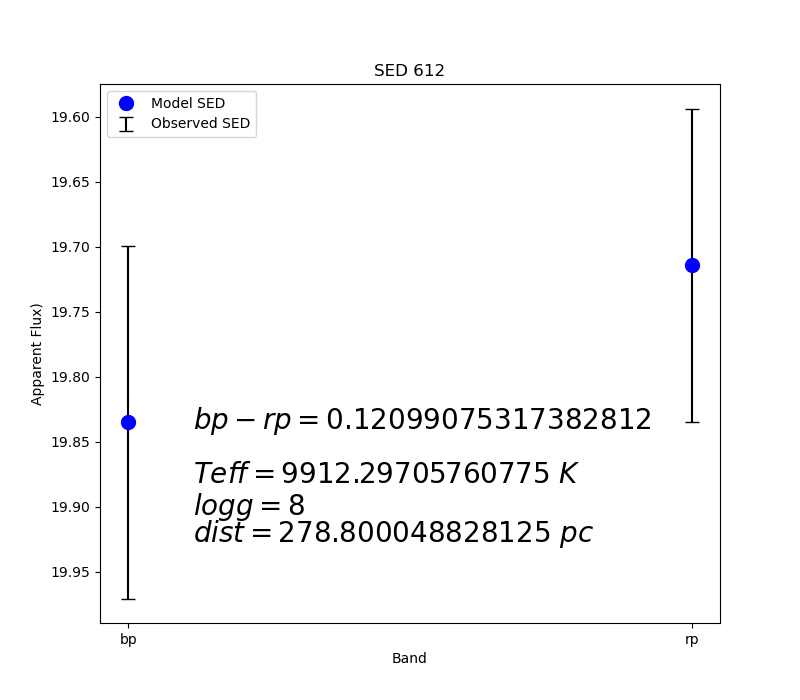 SED 612
Model SED
Observed SED
19.60
19.65
19.70
19.75
19.80
19.85
19.90
19.95
Apparent Flux)
bp − rp = 0.12099075317382812
Teff = 9912.29705760775 K
logg = 8
dist = 278.800048828125 pc
bp
rp
Band